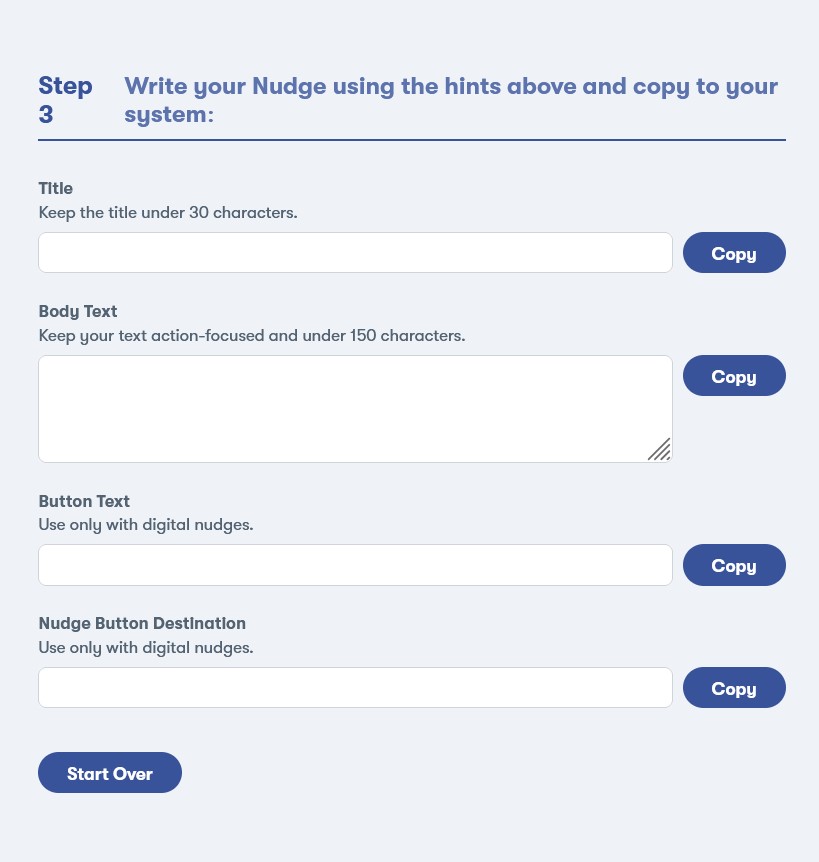 Step Write your Nudge using the hints above and copy to your
3 system:
Title
Keep the title under 30 characters.
Copy
Body Text
Keep your text action-focused and under 150 characters.
Copy
Button Text
Use only with digital nudges.
Copy
Nudge Button Destination
Use only with digital nudges.
Copy
Start Over